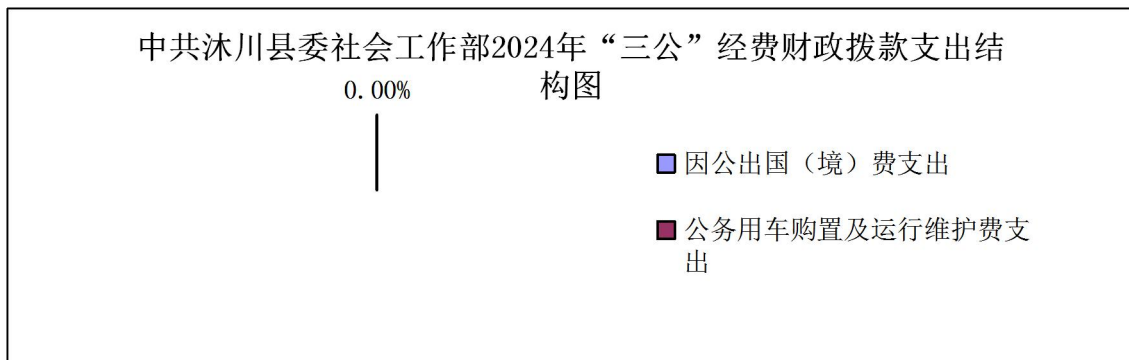 中共沐川县委社会工作部2024年“三公”经费财政拨款支出结
构图
0.00%
因公出国（境）费支出
公务用车购置及运行维护费支
出